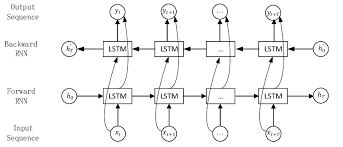 Output
Sequence
y_t y_{t+1} ... y_{t+T}
Backward
RNN
h_T LSTM LSTM ... LSTM h_0
Forward
RNN
h_0 LSTM LSTM ... LSTM h_T
Input
Sequence
x_t x_{t+1} ... x_{t+T}